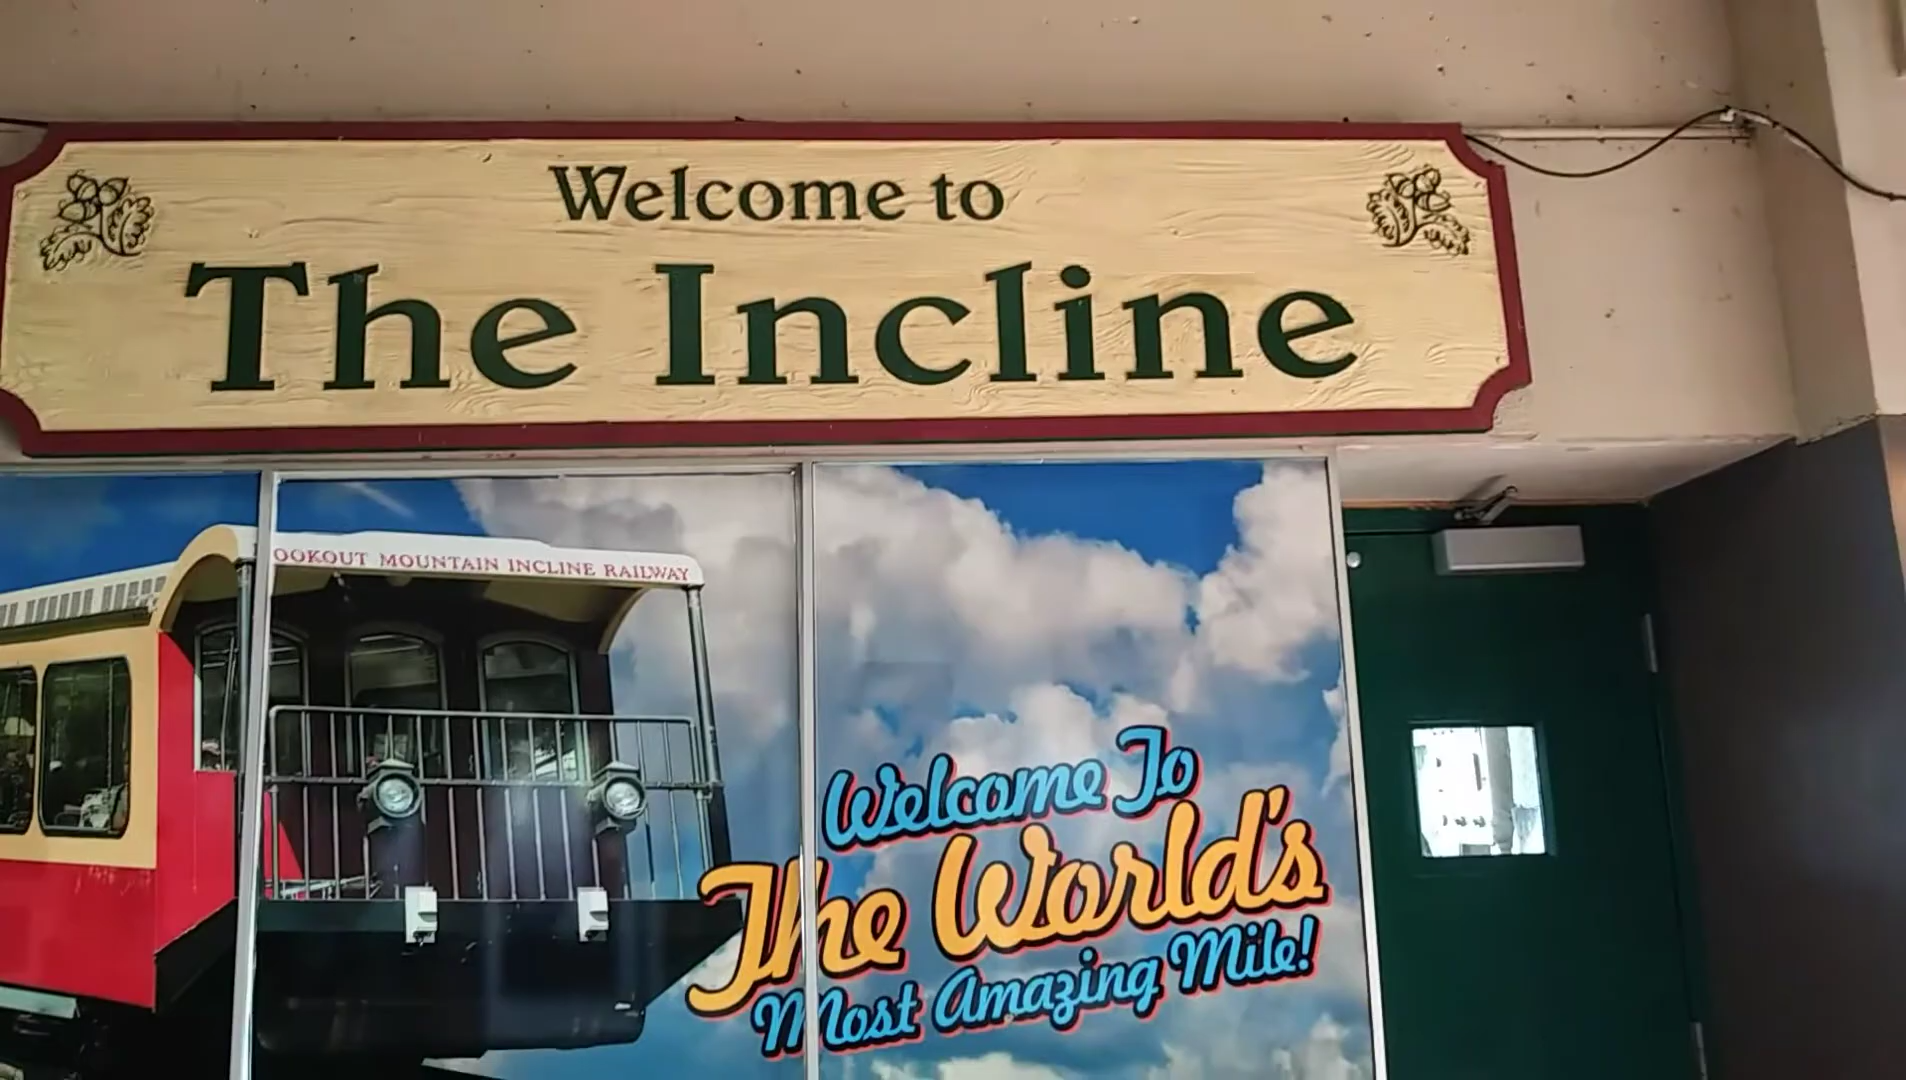 Welcome to
The Incline
OOKOUT MOUNTAIN INCLINE RAILWAY
Welcome To
The World's
Most Amazing Mile!